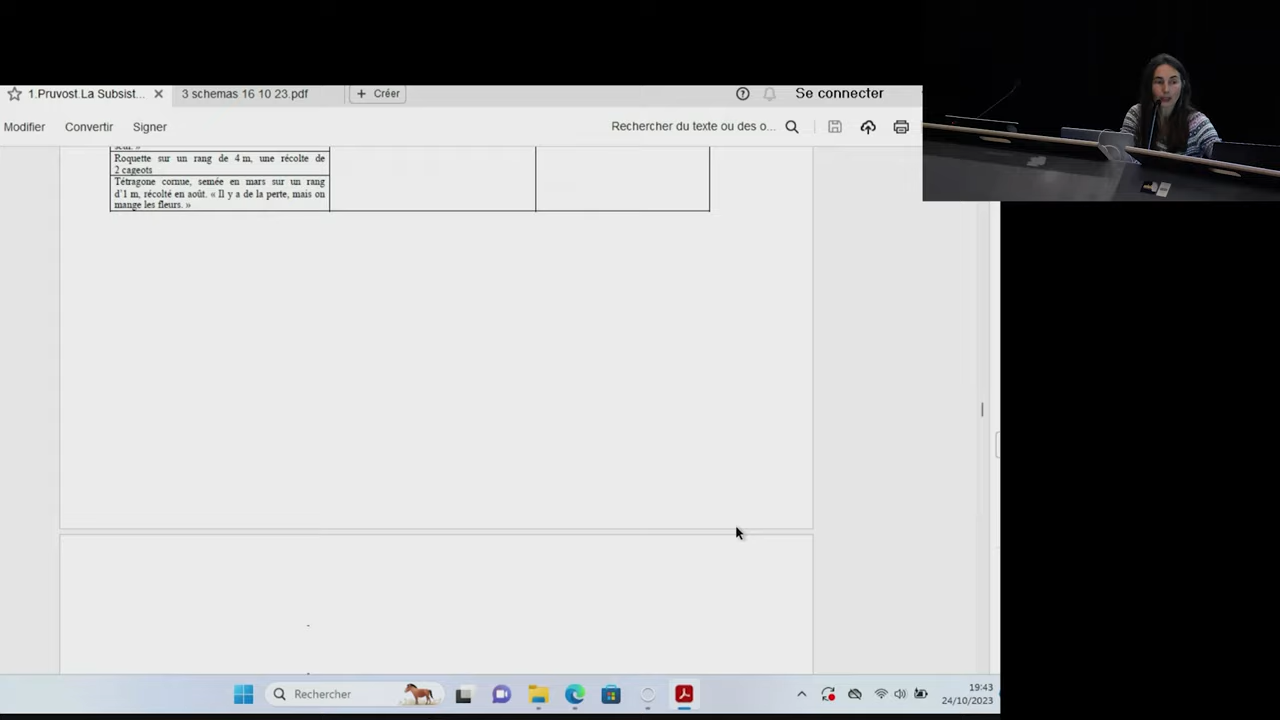 1.Pruvost.La Subsist...
3 schemas 16 10 23.pdf
Créer
Se connecter
Modifier
Convertir
Signer
Rechercher du texte ou des o...
seul. »
Roquette sur un rang de 4 m, une récolte de
2 cageots
Tétragone cornue, semée en mars sur un rang
d'1 m, récolté en août. « Il y a de la perte, mais on
mange les fleurs. »
Rechercher
19:43
24/10/2023